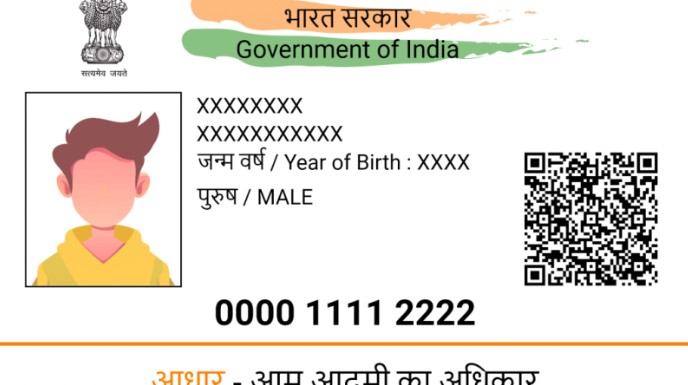 भारत सरकार
Government of India
सत्यमेव जयते
XXXXXXXX
XXXXXXXXXXX
जन्म वर्ष / Year of Birth : XXXX
पुरुष / MALE
0000 1111 2222
आधार - आम आदमी का अधिकार